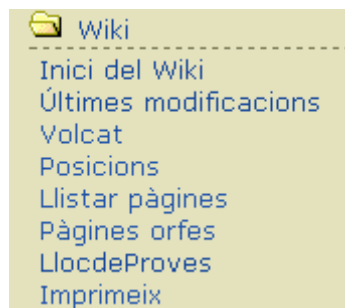 Wiki
Inici del Wiki
Últimes modificacions
Volcat
Posicions
Llistar pàgines
Pàgines orfes
LlocdeProves
Imprimeix